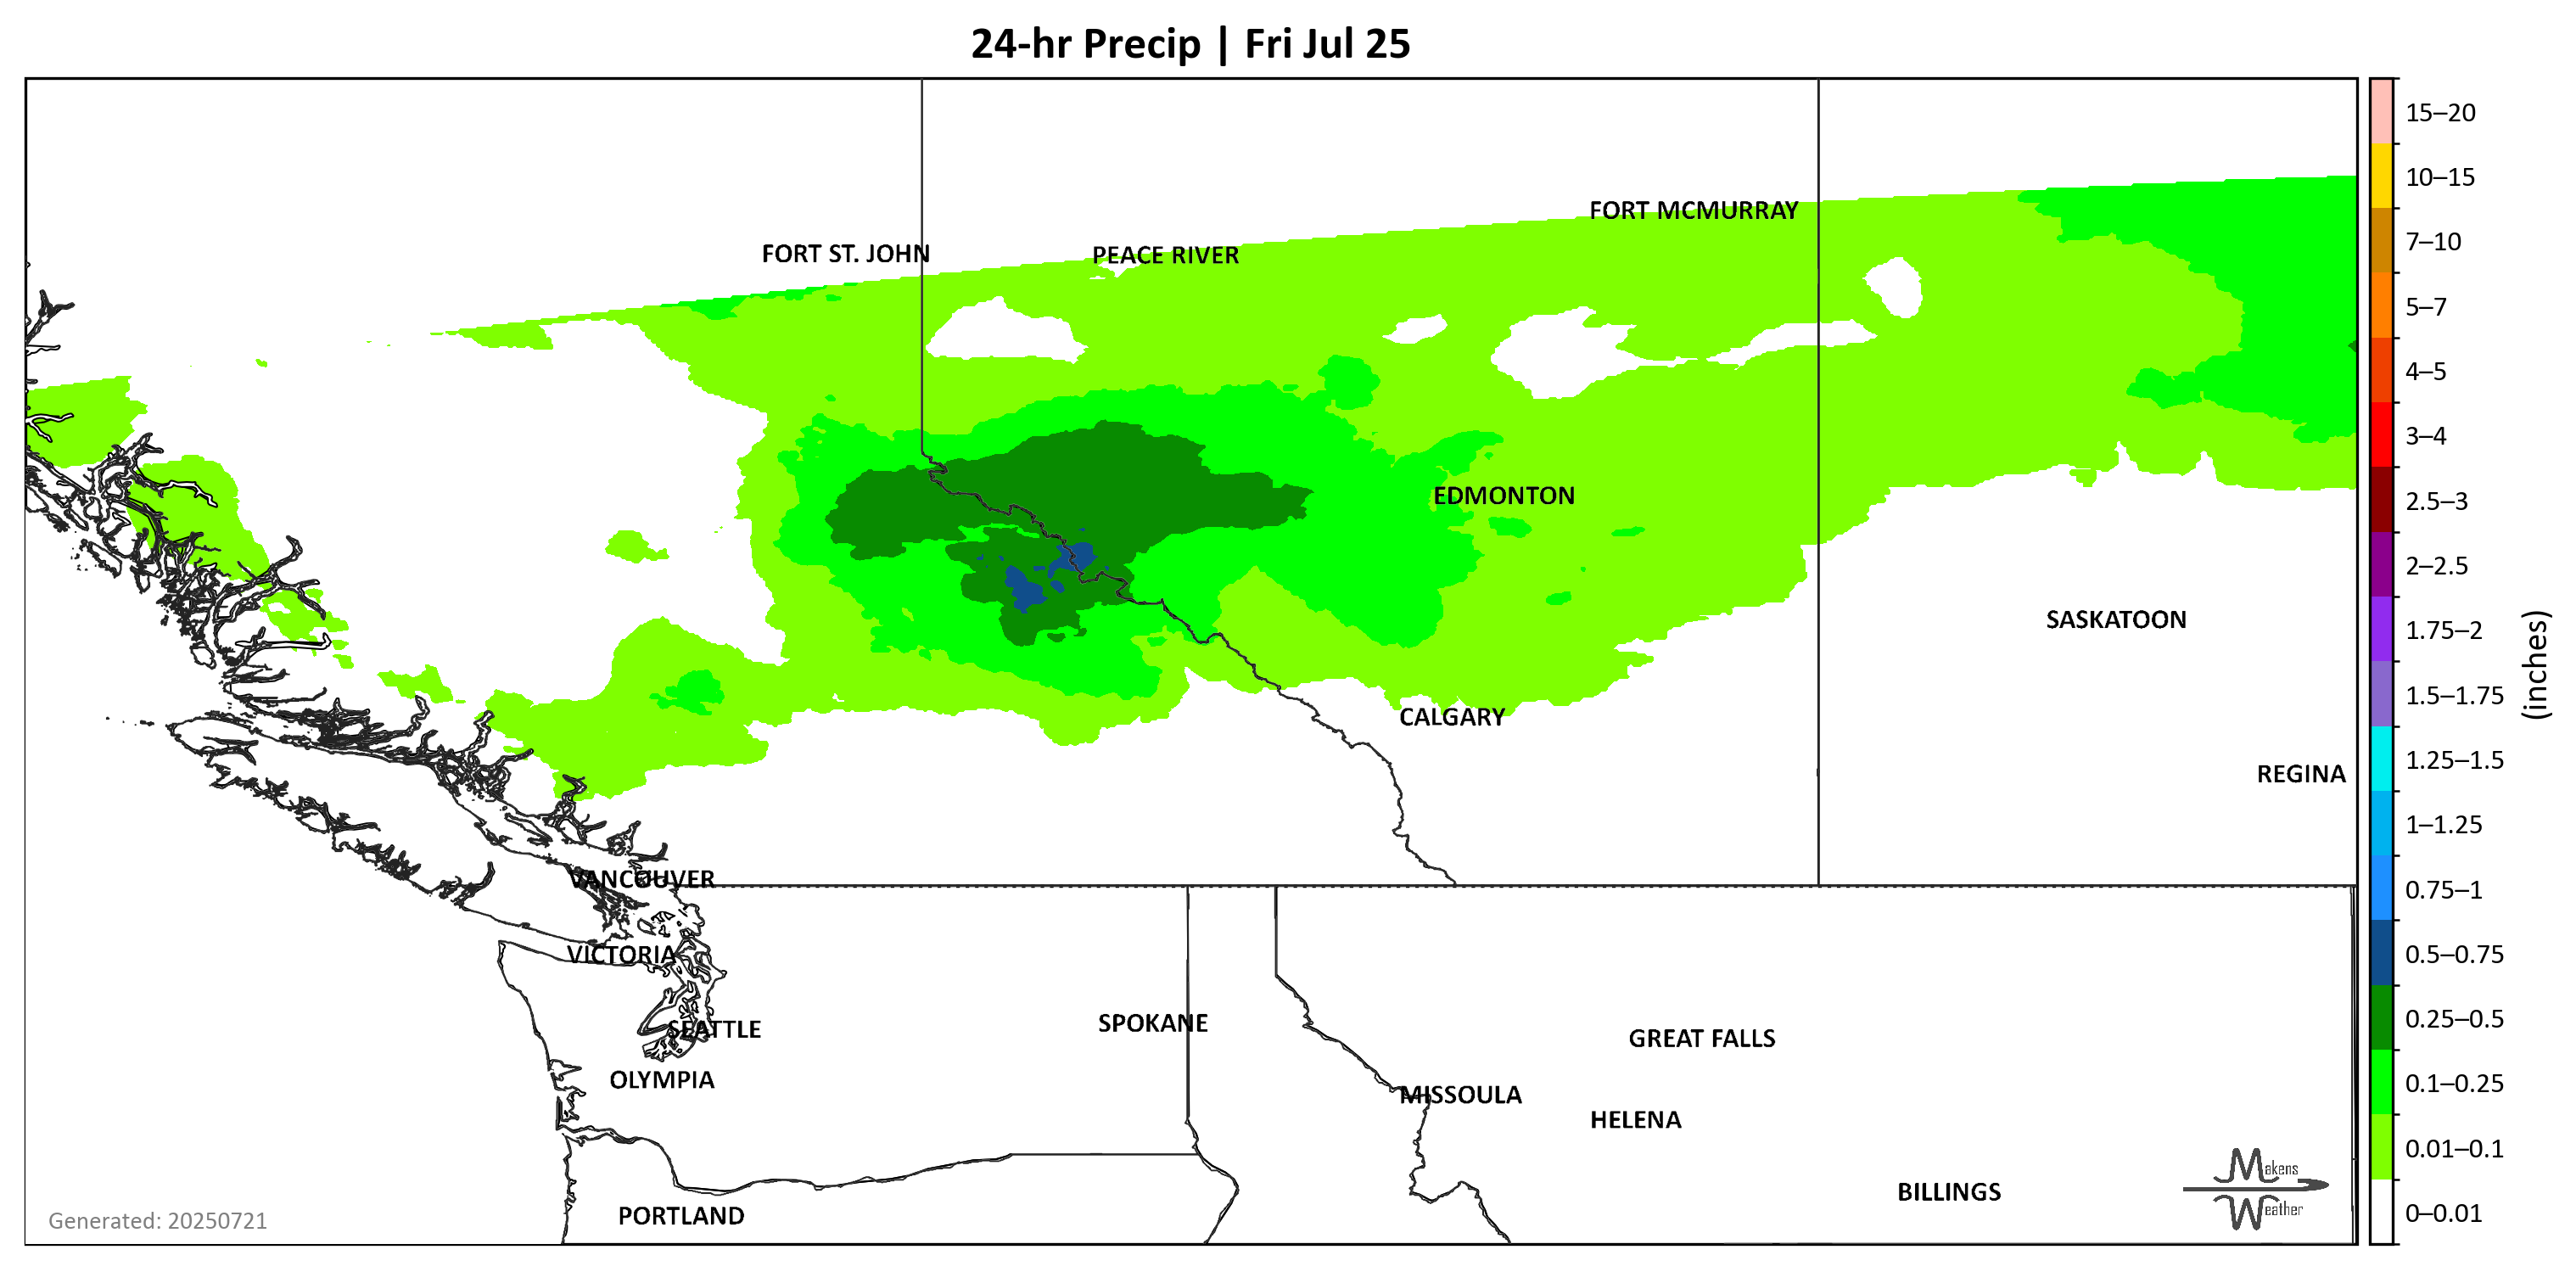 24-hr Precip | Fri Jul 25
FORT MCMURRAY
FORT ST. JOHN
PEACE RIVER
EDMONTON
SASKATOON
CALGARY
REGINA
VANCOUVER
VICTORIA
SPOKANE
SEATTLE
GREAT FALLS
OLYMPIA
MISSOULA
HELENA
BILLINGS
PORTLAND
Generated: 20250721
Makens
Weather
15–20
10–15
7–10
5–7
4–5
3–4
2.5–3
2–2.5
1.75–2
1.5–1.75
1.25–1.5
1–1.25
0.75–1
0.5–0.75
0.25–0.5
0.1–0.25
0.01–0.1
0–0.01
(inches)